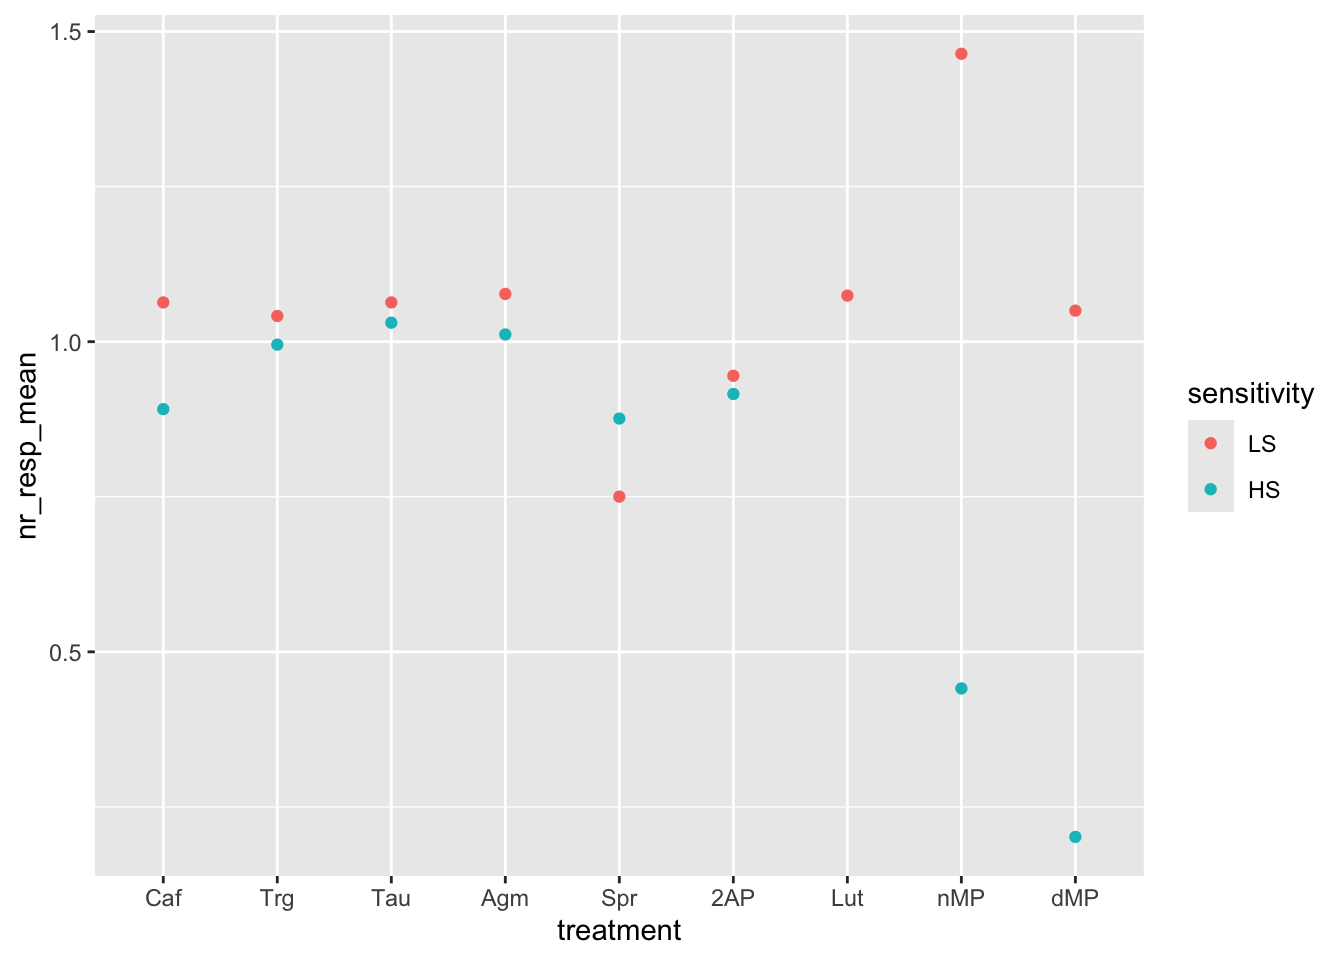 1.5
1.0
0.5
nr_resp_mean
Caf Trg Tau Agm Spr 2AP Lut nMP dMP
treatment
sensitivity
LS
HS